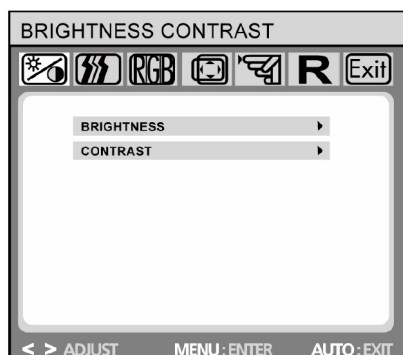 BRIGHTNESS CONTRAST
RGB R Exit
BRIGHTNESS
CONTRAST
< > ADJUST MENU : ENTER AUTO : EXIT